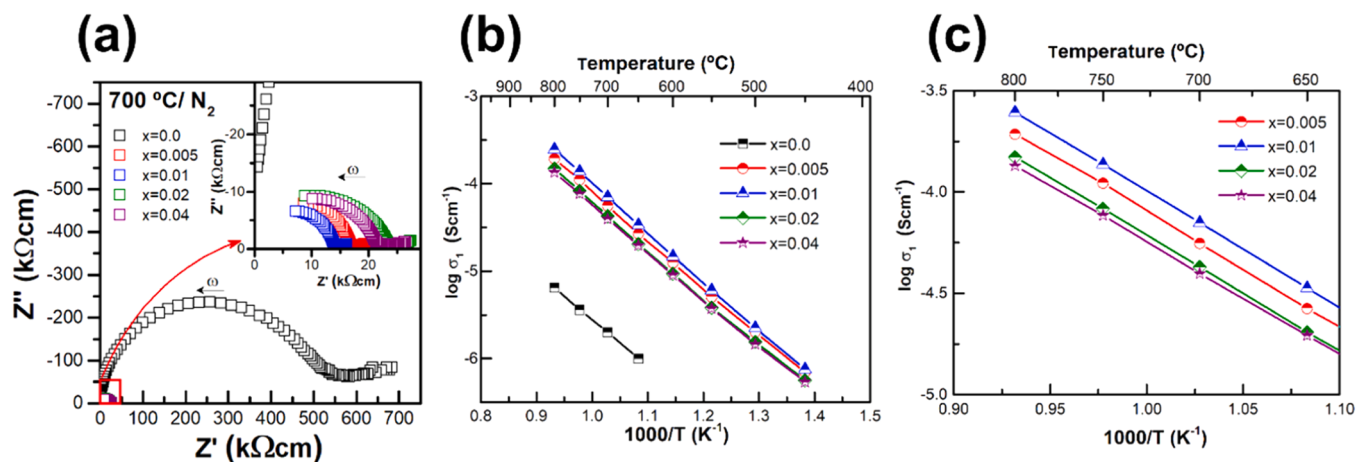 (a)
700 ºC/ N2
x=0.0
x=0.005
x=0.01
x=0.02
x=0.04
ω
Z'' (kΩcm)
-750
-700
-600
-500
-400
-300
-200
-100
0
0 100 200 300 400 500 600 700
Z' (kΩcm)
Z'' (kΩcm)
-20
-10
0
ω
0 10 20
Z' (kΩcm)
(b)
Temperature (ºC)
900 800 700 600 500 400
log σ1 (Scm-1)
-3
-4
-5
-6
x=0.0
x=0.005
x=0.01
x=0.02
x=0.04
0.8 0.9 1.0 1.1 1.2 1.3 1.4 1.5
1000/T (K-1)
(c)
Temperature (ºC)
800 750 700 650
log σ1 (Scm-1)
-3.5
-4.0
-4.5
-5.0
x=0.005
x=0.01
x=0.02
x=0.04
0.90 0.95 1.00 1.05 1.10
1000/T (K-1)